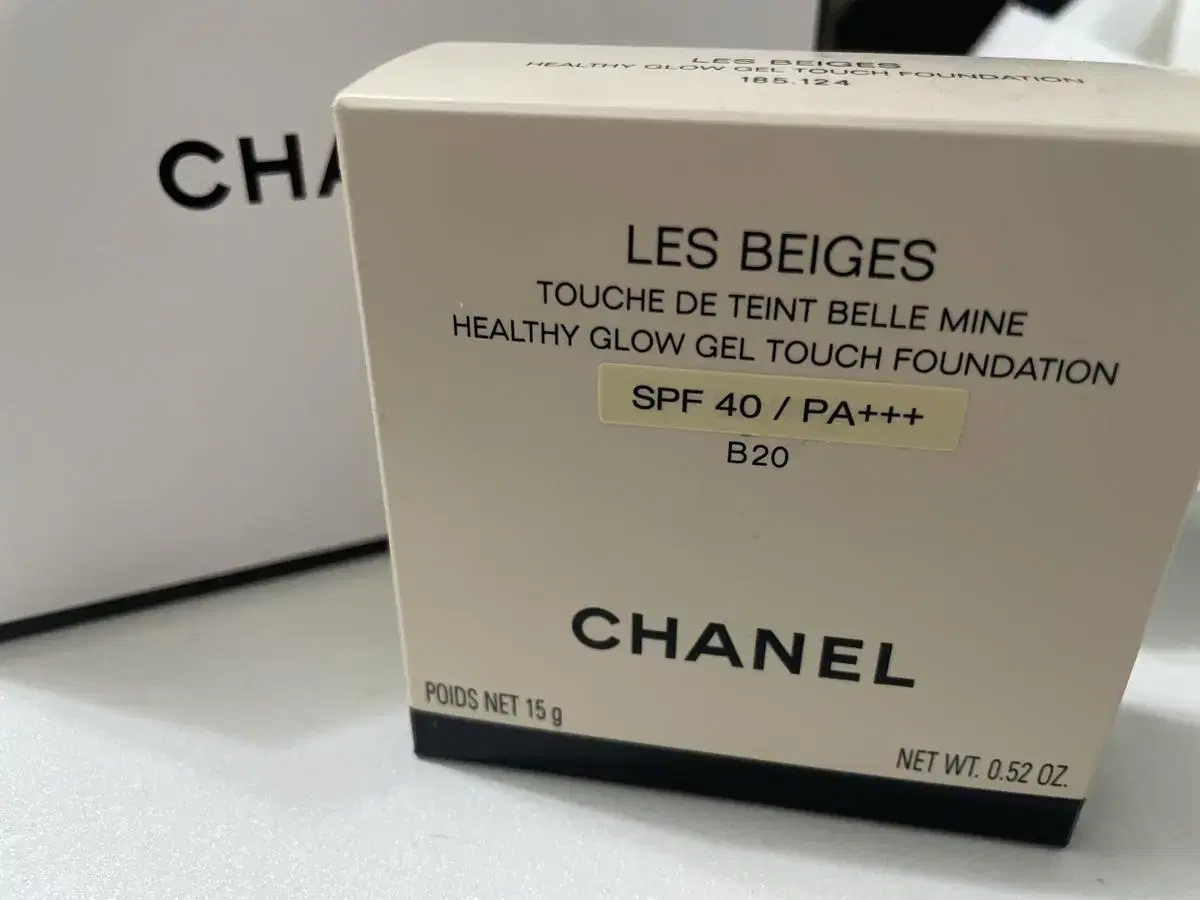 CHA
LES BEIGES
HEALTHY GLOW GEL TOUCH FOUNDATION
185.124
LES BEIGES
TOUCHE DE TEINT BELLE MINE
HEALTHY GLOW GEL TOUCH FOUNDATION
SPF 40 / PA+++
B20
CHANEL
POIDS NET 15 g
NET WT. 0.52 OZ.